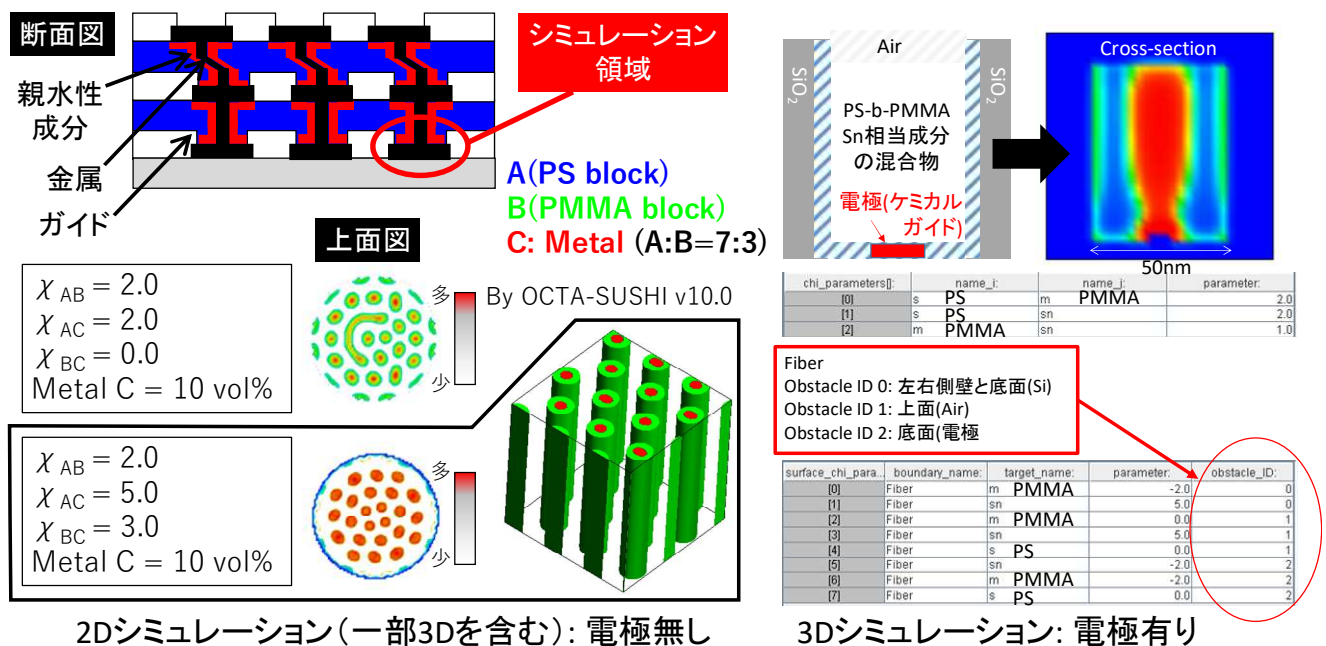 断面図
親水性
成分
金属
ガイド
シミュレーション
領域
A(PS block)
B(PMMA block)
C: Metal (A:B=7:3)
上面図
χ AB = 2.0
χ AC = 2.0
χ BC = 0.0
Metal C = 10 vol%
多
少
By OCTA-SUSHI v10.0
χ AB = 2.0
χ AC = 5.0
χ BC = 3.0
Metal C = 10 vol%
多
少
2Dシミュレーション(一部3Dを含む): 電極無し
Air
SiO2
SiO2
PS-b-PMMA
Sn相当成分
の混合物
電極(ケミカル
ガイド)
Cross-section
50nm
chi_parameters[]: name_i: name_j: parameter:
[0] s PS m PMMA 2.0
[1] s PS sn 2.0
[2] m PMMA sn 1.0
Fiber
Obstacle ID 0: 左右側壁と底面(Si)
Obstacle ID 1: 上面(Air)
Obstacle ID 2: 底面(電極
surface_chi_para... boundary_name: target_name: parameter: obstacle_ID:
[0] Fiber m PMMA -2.0 0
[1] Fiber sn 5.0 0
[2] Fiber m PMMA 0.0 1
[3] Fiber sn 5.0 1
[4] Fiber s PS 0.0 1
[5] Fiber sn -2.0 2
[6] Fiber m PMMA -2.0 2
[7] Fiber s PS 0.0 2
3Dシミュレーション: 電極有り